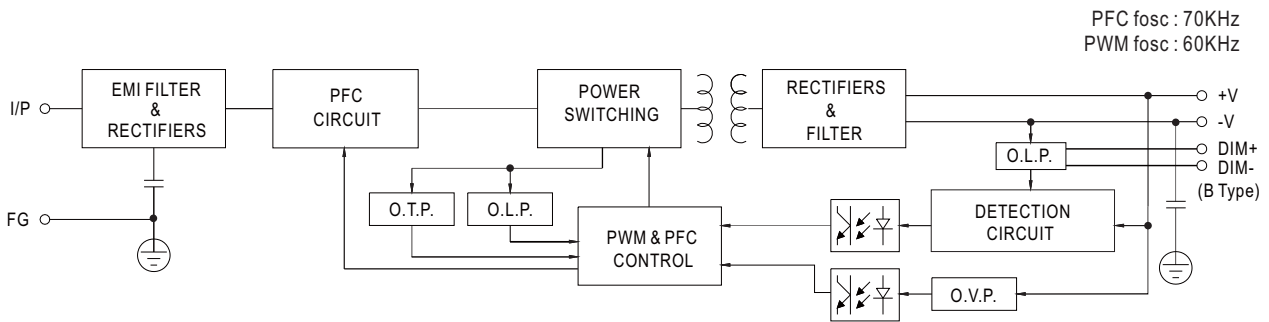 PFC fosc : 70KHz
PWM fosc : 60KHz
I/P
EMI FILTER
&
RECTIFIERS
PFC
CIRCUIT
POWER
SWITCHING
RECTIFIERS
&
FILTER
+V
-V
DIM+
DIM-
(B Type)
O.L.P.
FG
O.T.P.
O.L.P.
PWM & PFC
CONTROL
DETECTION
CIRCUIT
O.V.P.